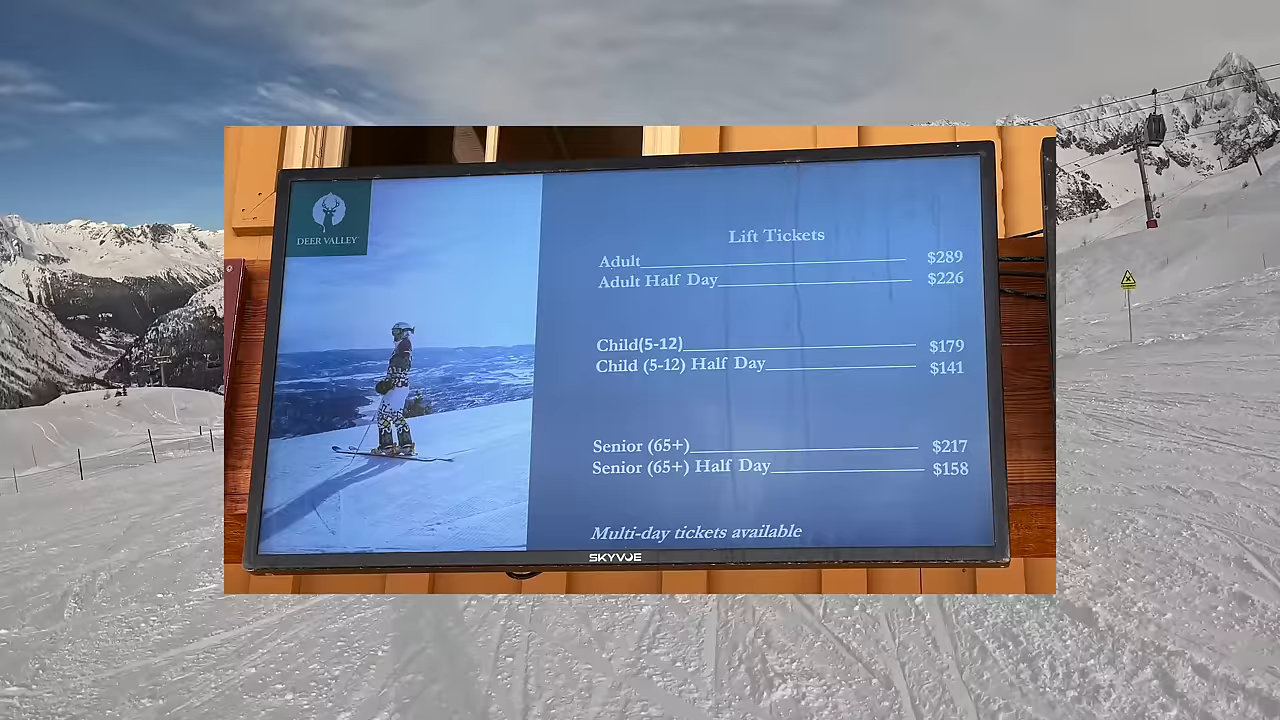 DEER VALLEY
Lift Tickets
Adult $289
Adult Half Day $226
Child(5-12) $179
Child (5-12) Half Day $141
Senior (65+) $217
Senior (65+) Half Day $158
Multi-day tickets available
SKYVUE